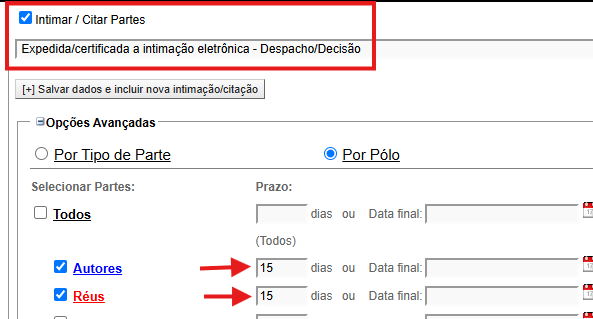 Intimar / Citar Partes
Expedida/certificada a intimação eletrônica - Despacho/Decisão
[+] Salvar dados e incluir nova intimação/citação
Opções Avançadas
Por Tipo de Parte Por Pólo
Selecionar Partes: Prazo:
Todos dias ou Data final:
(Todos)
Autores 15 dias ou Data final:
Réus 15 dias ou Data final: